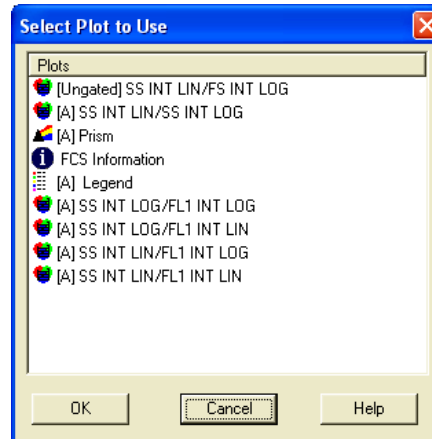 Select Plot to Use
Plots
[Ungated] SS INT LIN/FS INT LOG
[A] SS INT LIN/SS INT LOG
[A] Prism
FCS Information
[A] Legend
[A] SS INT LOG/FL1 INT LOG
[A] SS INT LOG/FL1 INT LIN
[A] SS INT LIN/FL1 INT LOG
[A] SS INT LIN/FL1 INT LIN
OK Cancel Help